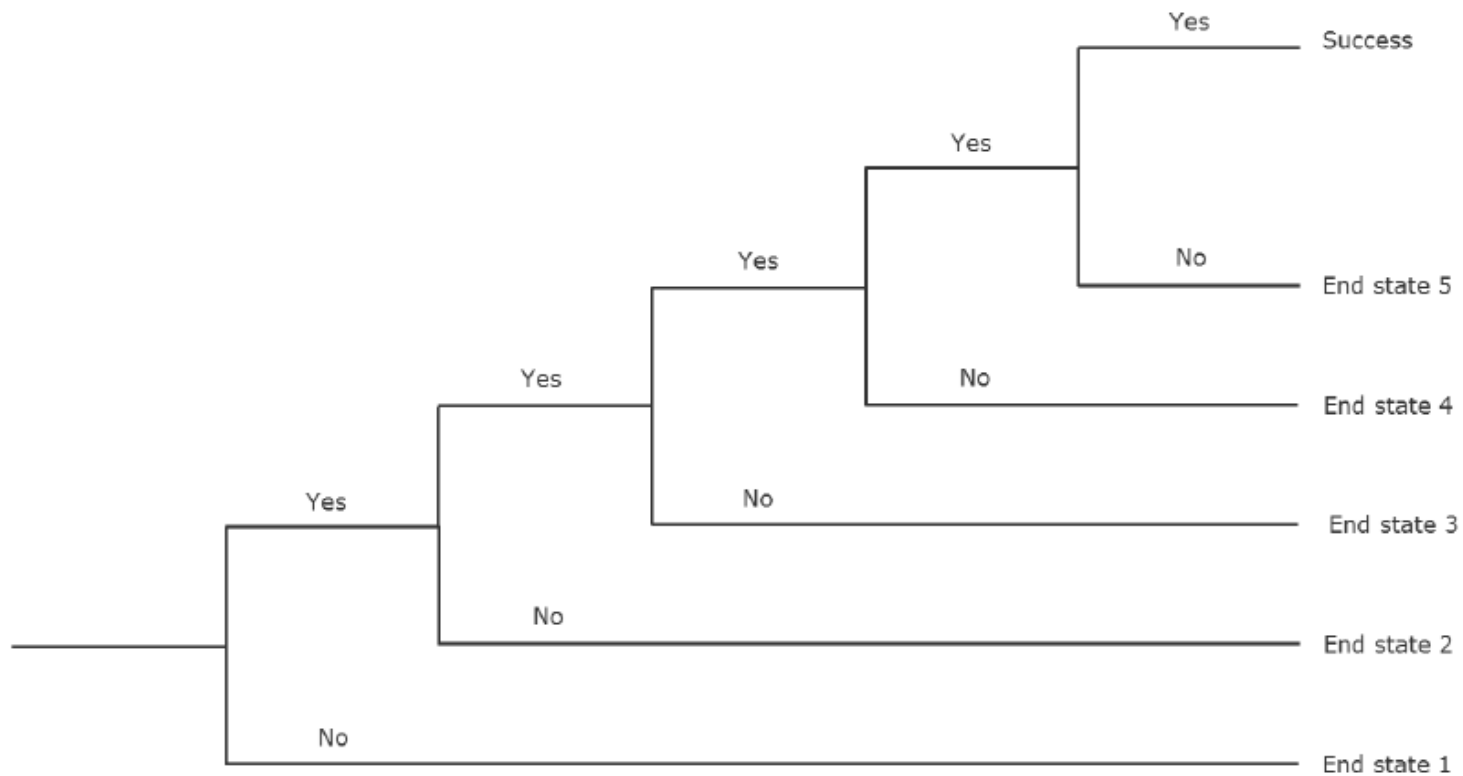 Yes
Success
Yes
Yes
No
End state 5
Yes
No
End state 4
Yes
No
End state 3
No
End state 2
No
End state 1